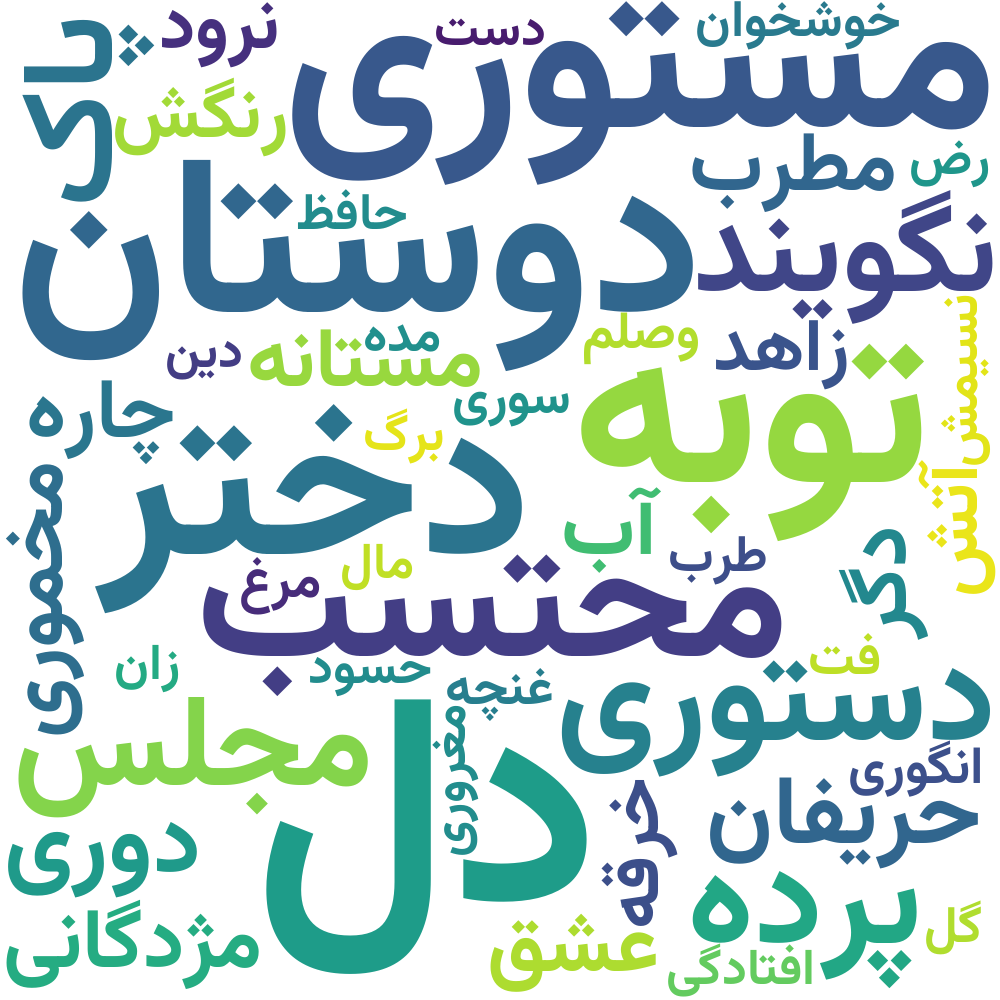 خوشخوان
دست
نرود
پاک
مستوری
رنگش
مطرب
رض
دوستان
حافظ
نگویند
نسیمش
وصلم
زاهد
مده
مستانه
دین
توبه
چاره
سوری
برگ
دختر
آتش
مخموری
آب
دگر
طرب
مال
مرغ
محتسب
فت
زان
حسود
غنچه
دستوری
مجلس
دل
مغروری
انگوری
حریفان
خرقه
دوری
پرده
گل
عشق
مژدگانی
افتادگی